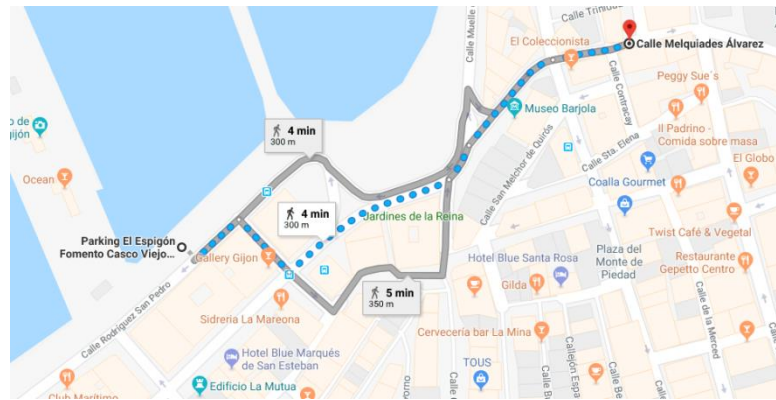 Calle Trinidad
Calle Muelle
El Coleccionista
Calle Melquiades Álvarez
Calle Contracay
Peggy Sue´s
Museo Barjola
4 min
300 m
Il Padrino -
Comida sobre masa
Calle Sta. Elena
Calle San Melchor de Quirós
El Globo
Ocean
Coalla Gourmet
4 min
300 m
Jardines de la Reina
Parking El Espigón
Fomento Casco Viejo...
Twist Café & Vegetal
Plaza del
Monte de
Piedad
Gallery Gijon
Hotel Blue Santa Rosa
Restaurante
Gepetto Centro
Gilda
5 min
350 m
Calle Rodríguez San Pedro
Sidrería La Mareona
Cervecería bar La Mina
Calle de la Merced
Hotel Blue Marqués
de San Esteban
TOUS
Callejón Espa
Edificio La Mutua
Club Marítimo